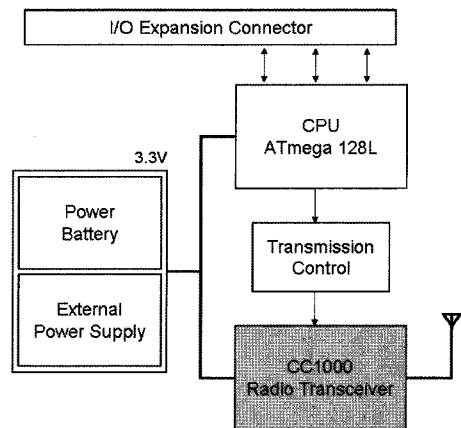 I/O Expansion Connector
CPU
ATmega 128L
3.3V
Power
Battery
Transmission
Control
External
Power Supply
CC1000
Radio Transceiver